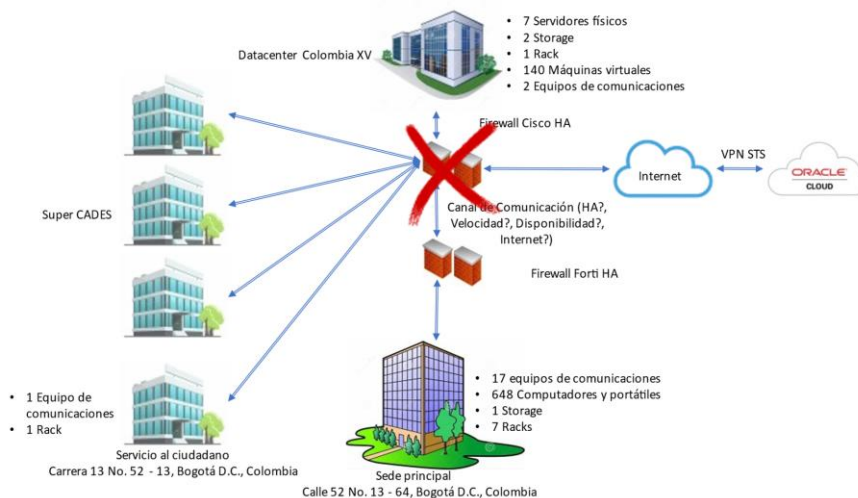 Datacenter Colombia XV
• 7 Servidores físicos
• 2 Storage
• 1 Rack
• 140 Máquinas virtuales
• 2 Equipos de comunicaciones
Firewall Cisco HA
Super CADES
Internet
VPN STS
ORACLE
CLOUD
Canal de Comunicación (HA?,
Velocidad?, Disponibilidad?,
Internet?)
Firewall Forti HA
• 1 Equipo de
comunicaciones
• 1 Rack
Servicio al ciudadano
Carrera 13 No. 52 - 13, Bogotá D.C., Colombia
• 17 equipos de comunicaciones
• 648 Computadores y portátiles
• 1 Storage
• 7 Racks
Sede principal
Calle 52 No. 13 - 64, Bogotá D.C., Colombia